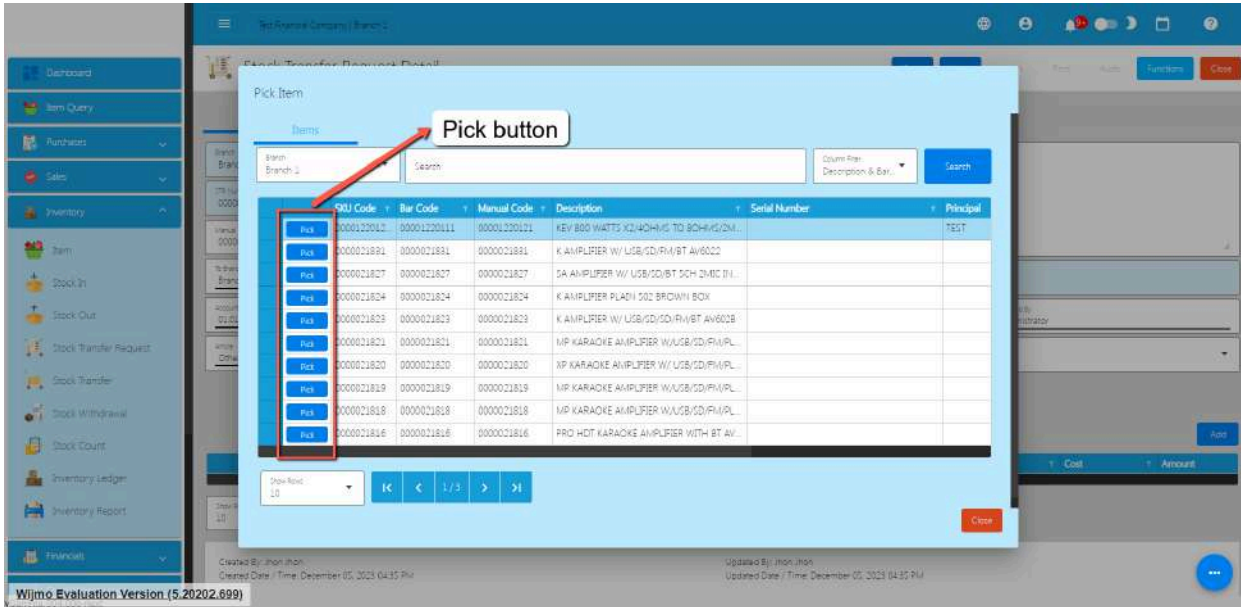 Test Financial Company | Branch 1
Stock Transfer Request Detail
Functions
Close
Dashboard
Item Query
Purchases
Sales
Inventory
Item
Stock In
Stock Out
Stock Transfer Request
Stock Transfer
Stock Withdrawal
Stock Count
Inventory Ledger
Inventory Report
Financials
Pick Item
Items
Pick button
Branch
Branch 1
Search
Column Filter
Description & Bar...
Search
SKU Code Bar Code Manual Code Description Serial Number Principal
Pick 0000122012... 00001220111 00001220121 KEV 800 WATTS X2/4OHMS TO 8OHMS/2M... TEST
Pick 0000021831 0000021831 0000021831 K AMPLIFIER W/ USB/SD/FM/BT AV6022
Pick 0000021827 0000021827 0000021827 SA AMPLIFIER W/ USB/SD/BT 5CH 2MIC IN...
Pick 0000021824 0000021824 0000021824 K AMPLIFIER PLAIN 502 BROWN BOX
Pick 0000021823 0000021823 0000021823 K AMPLIFIER W/ USB/SD/SD/FM/BT AV602B
Pick 0000021821 0000021821 0000021821 MP KARAOKE AMPLIFIER W/USB/SD/FM/PL...
Pick 0000021820 0000021820 0000021820 XP KARAOKE AMPLIFIER W/ USB/SD/FM/PL...
Pick 0000021819 0000021819 0000021819 MP KARAOKE AMPLIFIER W/USB/SD/FM/PL...
Pick 0000021818 0000021818 0000021818 MP KARAOKE AMPLIFIER W/USB/SD/FM/PL...
Pick 0000021816 0000021816 0000021816 PRO HDT KARAOKE AMPLIFIER WITH BT AV...
Show Rows
10
1/3
Close
Add
Cost Amount
10
Created By: Jhon Jhon
Created Date / Time: December 05, 2023 04:35 PM
Updated By: Jhon Jhon
Updated Date / Time: December 05, 2023 04:35 PM
Wijmo Evaluation Version (5.20202.699)